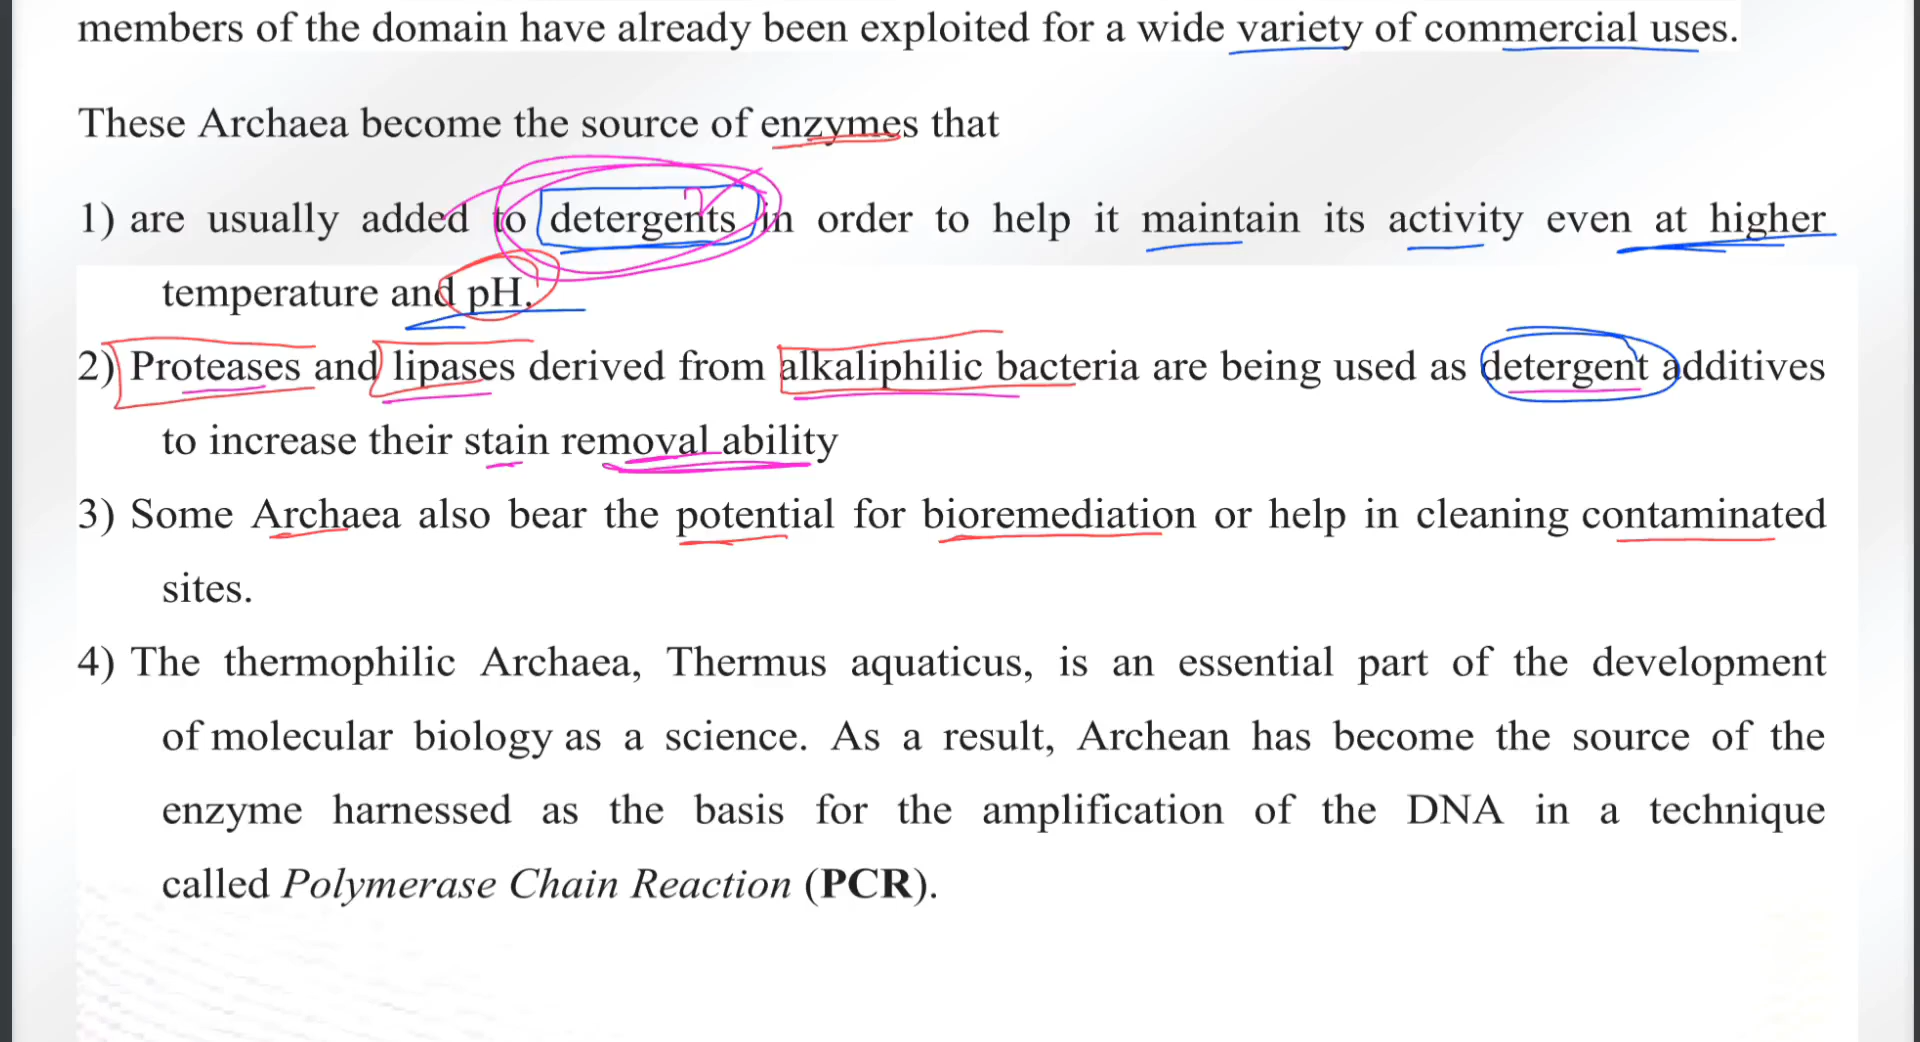 members of the domain have already been exploited for a wide variety of commercial uses.
These Archaea become the source of enzymes that
1) are usually added to detergents in order to help it maintain its activity even at higher
temperature and pH.
2) Proteases and lipases derived from alkaliphilic bacteria are being used as detergent additives
to increase their stain removal ability
3) Some Archaea also bear the potential for bioremediation or help in cleaning contaminated
sites.
4) The thermophilic Archaea, Thermus aquaticus, is an essential part of the development
of molecular biology as a science. As a result, Archean has become the source of the
enzyme harnessed as the basis for the amplification of the DNA in a technique
called Polymerase Chain Reaction (PCR).